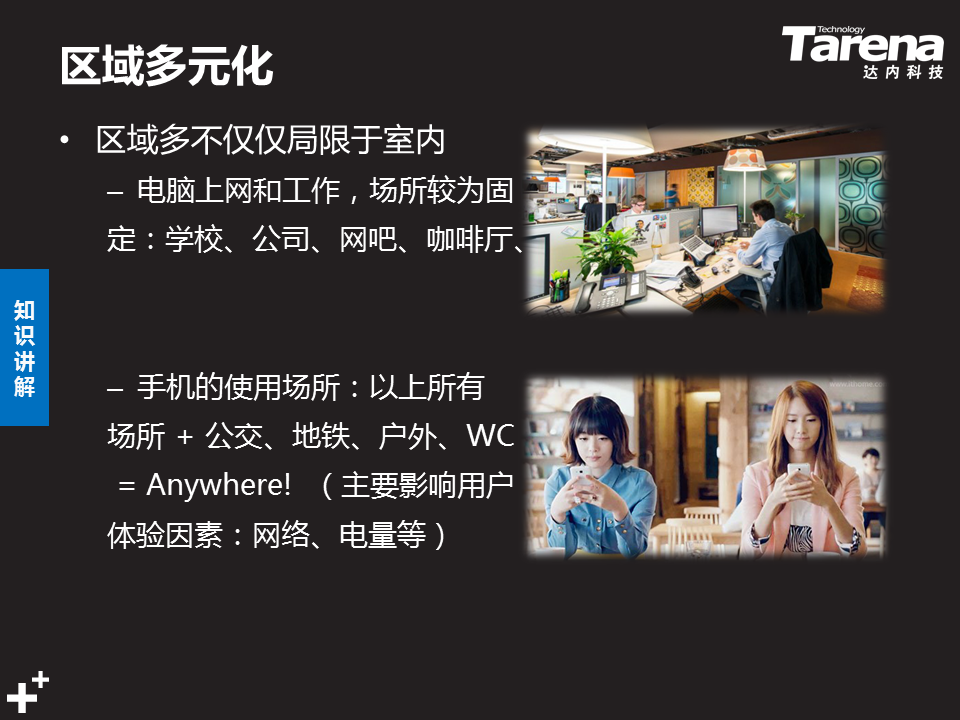 区域多元化
Technology
Tarena
达内科技
• 区域多不仅仅局限于室内
– 电脑上网和工作，场所较为固
定：学校、公司、网吧、咖啡厅、
知识讲解
– 手机的使用场所：以上所有
场所 + 公交、地铁、户外、WC
= Anywhere! （主要影响用户
体验因素：网络、电量等）